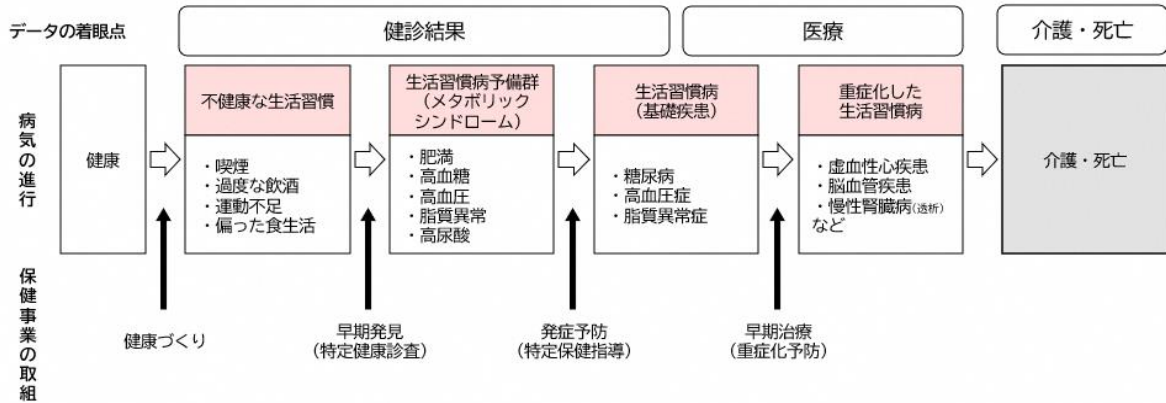 データの着眼点
健診結果
医療
介護・死亡
病気の進行
健康
不健康な生活習慣
・喫煙
・過度な飲酒
・運動不足
・偏った食生活
生活習慣病予備群
（メタボリック
シンドローム）
・肥満
・高血糖
・高血圧
・脂質異常
・高尿酸
生活習慣病
（基礎疾患）
・糖尿病
・高血圧症
・脂質異常症
重症化した
生活習慣病
・虚血性心疾患
・脳血管疾患
・慢性腎臓病(透析)
など
介護・死亡
保健事業の取組
健康づくり
早期発見
（特定健康診査）
発症予防
（特定保健指導）
早期治療
（重症化予防）